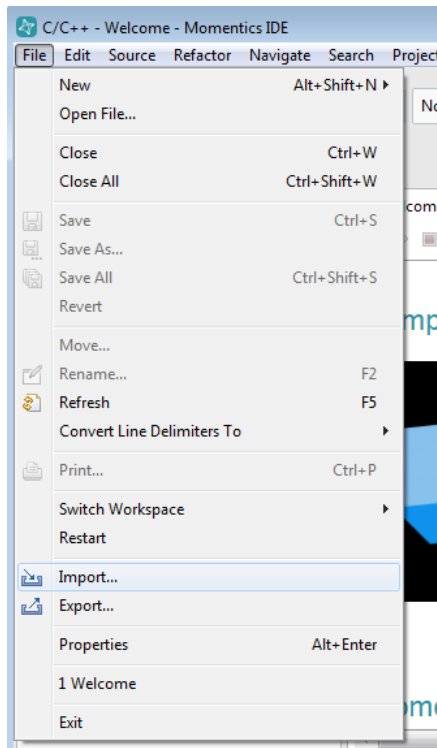 C/C++ - Welcome - Momentics IDE
File Edit Source Refactor Navigate Search Project
New Alt+Shift+N
Open File...
Close Ctrl+W
Close All Ctrl+Shift+W
Save Ctrl+S
Save As...
Save All Ctrl+Shift+S
Revert
Move...
Rename... F2
Refresh F5
Convert Line Delimiters To
Print... Ctrl+P
Switch Workspace
Restart
Import...
Export...
Properties Alt+Enter
1 Welcome
Exit